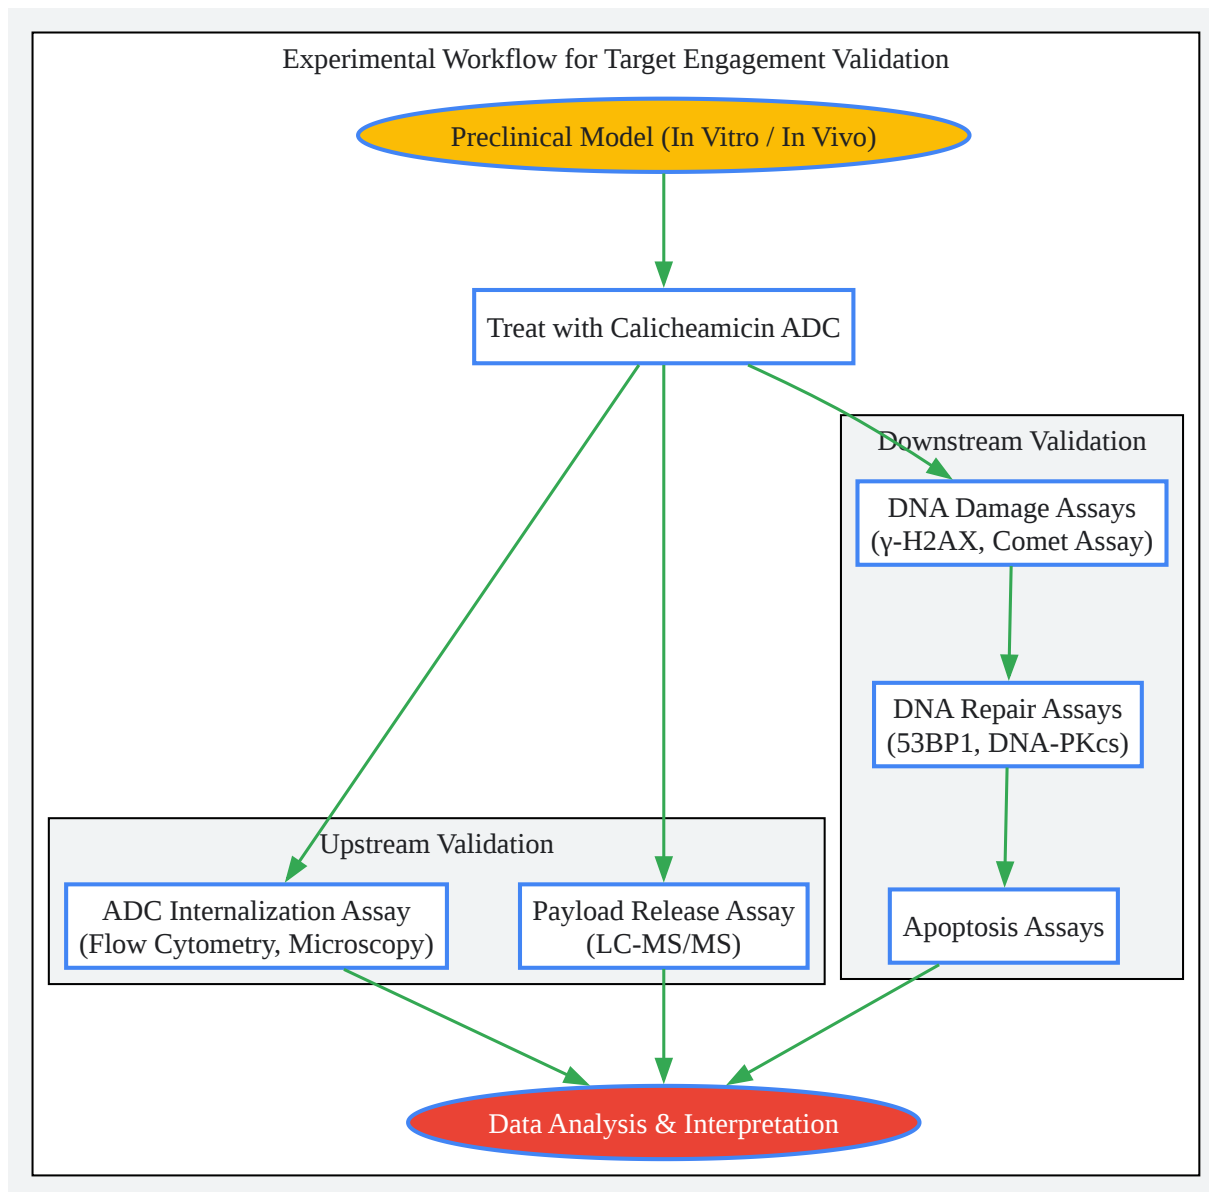 Experimental Workflow for Target Engagement Validation
Preclinical Model (In Vitro / In Vivo)
Treat with Calicheamicin ADC
Downstream Validation
DNA Damage Assays
(γ-H2AX, Comet Assay)
DNA Repair Assays
(53BP1, DNA-PKcs)
Apoptosis Assays
Upstream Validation
ADC Internalization Assay
(Flow Cytometry, Microscopy)
Payload Release Assay
(LC-MS/MS)
Data Analysis & Interpretation